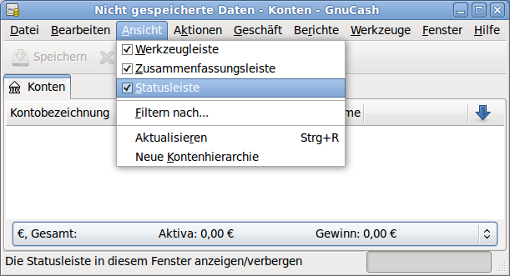 Nicht gespeicherte Daten - Konten - GnuCash
Datei Bearbeiten Ansicht Aktionen Geschäft Berichte Werkzeuge Fenster Hilfe
Speichern
Werkzeugleiste
Zusammenfassungsleiste
Statusleiste
Filtern nach...
Aktualisieren Strg+R
Neue Kontenhierarchie
Konten
Kontobezeichnung
€, Gesamt: Aktiva: 0,00 € Gewinn: 0,00 €
Die Statusleiste in diesem Fenster anzeigen/verbergen